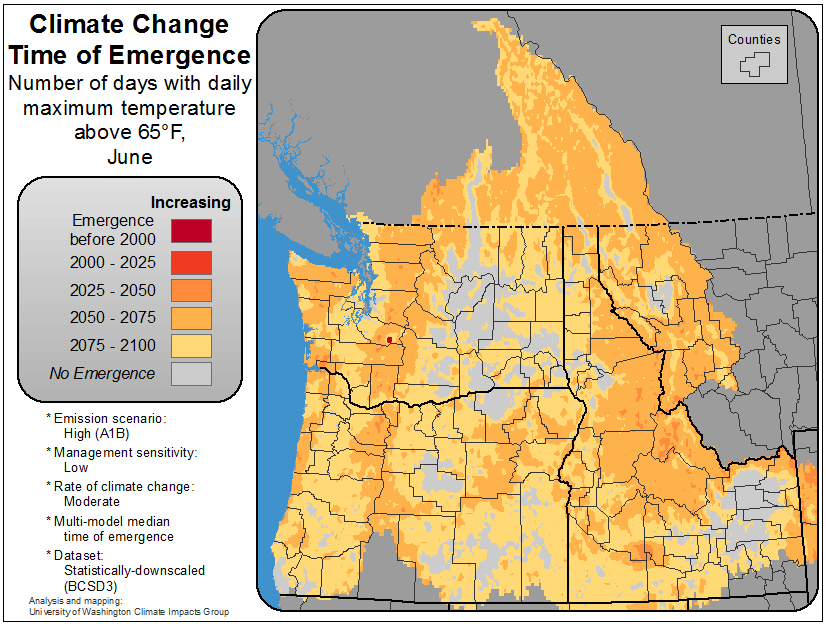 Climate Change
Time of Emergence
Number of days with daily
maximum temperature
above 65°F,
June
Increasing
Emergence
before 2000
2000 - 2025
2025 - 2050
2050 - 2075
2075 - 2100
No Emergence
* Emission scenario:
High (A1B)
* Management sensitivity:
Low
* Rate of climate change:
Moderate
* Multi-model median
time of emergence
* Dataset:
Statistically-downscaled
(BCSD3)
Analysis and mapping:
University of Washington Climate Impacts Group
Counties